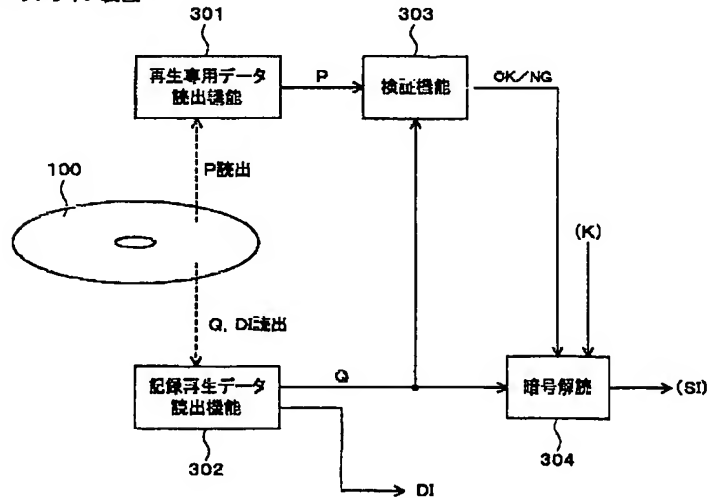 301
303
再生専用データ
読出機能
P
検証機能
OK/NG
P読出
100
(K)
Q, DI読出
記録再生データ
読出機能
Q
暗号解読
(SI)
302
304
DI